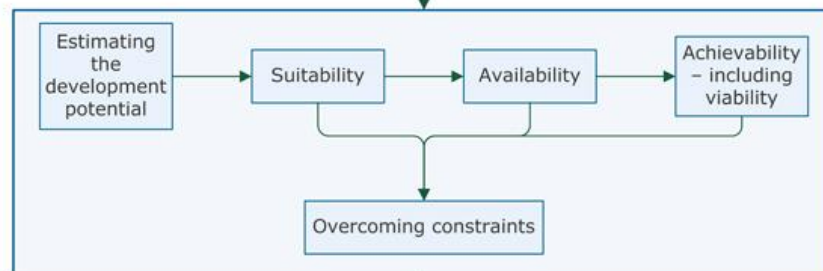 Estimating
the
development
potential
Suitability
Availability
Achievability
– including
viability
Overcoming constraints